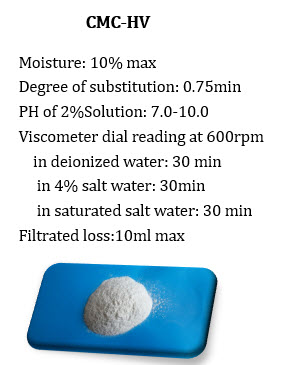 CMC-HV
Moisture: 10% max
Degree of substitution: 0.75min
PH of 2%Solution: 7.0-10.0
Viscometer dial reading at 600rpm
in deionized water: 30 min
in 4% salt water: 30min
in saturated salt water: 30 min
Filtrated loss:10ml max